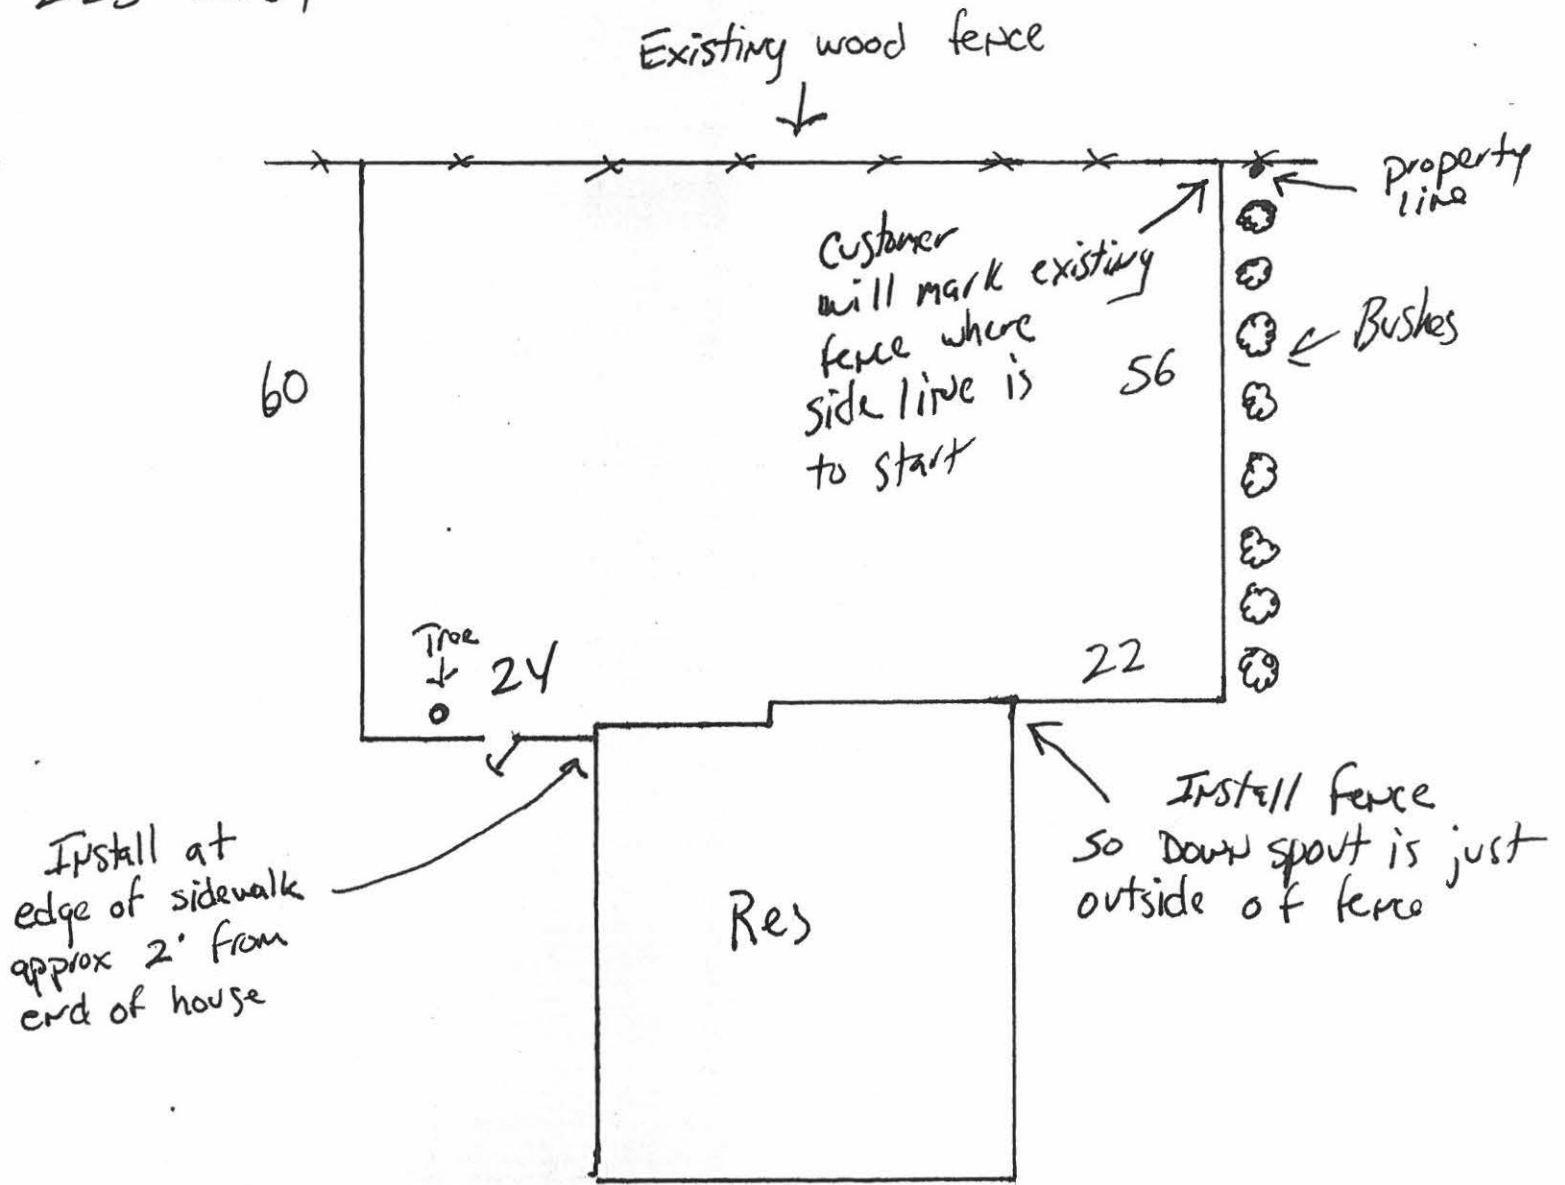 Existing wood fence
property
line
Customer
will mark existing
fence where
side line is
to start
Bushes
60
56
Tree
24
22
Install at
edge of sidewalk
approx 2' from
end of house
Install fence
so Down spout is just
outside of fence
Res